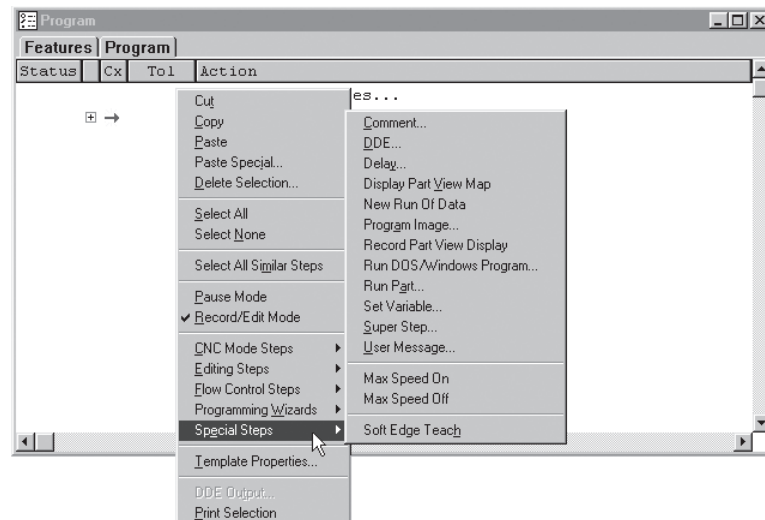 Program
Features Program
Status Cx Tol Action
es...
Cut
Copy
Paste
Paste Special...
Delete Selection...
Select All
Select None
Select All Similar Steps
Pause Mode
Record/Edit Mode
CNC Mode Steps
Editing Steps
Flow Control Steps
Programming Wizards
Special Steps
Template Properties...
DDE Output...
Print Selection
Comment...
DDE...
Delay...
Display Part View Map
New Run Of Data
Program Image...
Record Part View Display
Run DOS/Windows Program...
Run Part...
Set Variable...
Super Step...
User Message...
Max Speed On
Max Speed Off
Soft Edge Teach